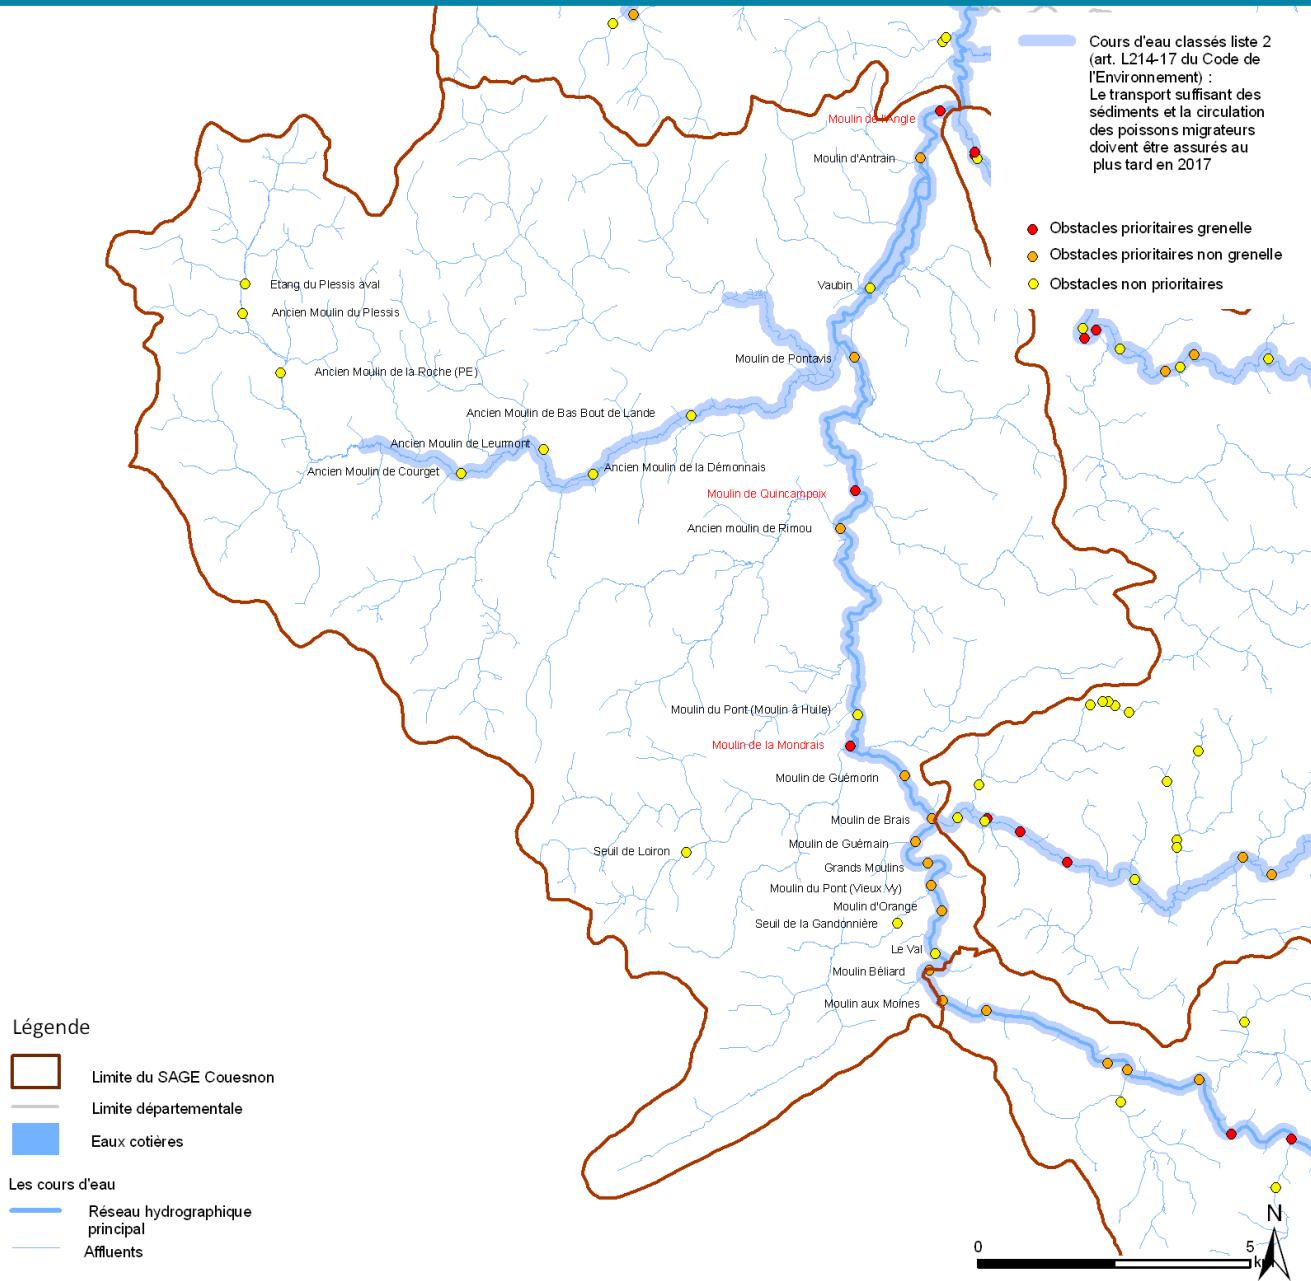 Cours d'eau classés liste 2
(art. L214-17 du Code de
l'Environnement) :
Le transport suffisant des
sédiments et la circulation
des poissons migrateurs
doivent être assurés au
plus tard en 2017
Obstacles prioritaires grenelle
Obstacles prioritaires non grenelle
Obstacles non prioritaires
Moulin de l'Angle
Moulin d'Antrain
Etang du Plessis aval
Vaubin
Ancien Moulin du Plessis
Moulin de Pontavis
Ancien Moulin de la Roche (PE)
Ancien Moulin de Bas Bout de Lande
Ancien Moulin de Leurmont
Ancien Moulin de Courget
Ancien Moulin de la Démonnais
Moulin de Quincampoix
Ancien moulin de Rimou
Moulin du Pont (Moulin à Huile)
Moulin de la Mondrais
Moulin de Guémorin
Moulin de Brais
Moulin de Guémain
Seuil de Loiron
Grands Moulins
Moulin du Pont (Vieux Vy)
Moulin d'Orange
Seuil de la Gandonnière
Le Val
Moulin Béliard
Moulin aux Moines
Légende
Limite du SAGE Couesnon
Limite départementale
Eaux cotières
Les cours d'eau
Réseau hydrographique
principal
Affluents
N
0 5
km